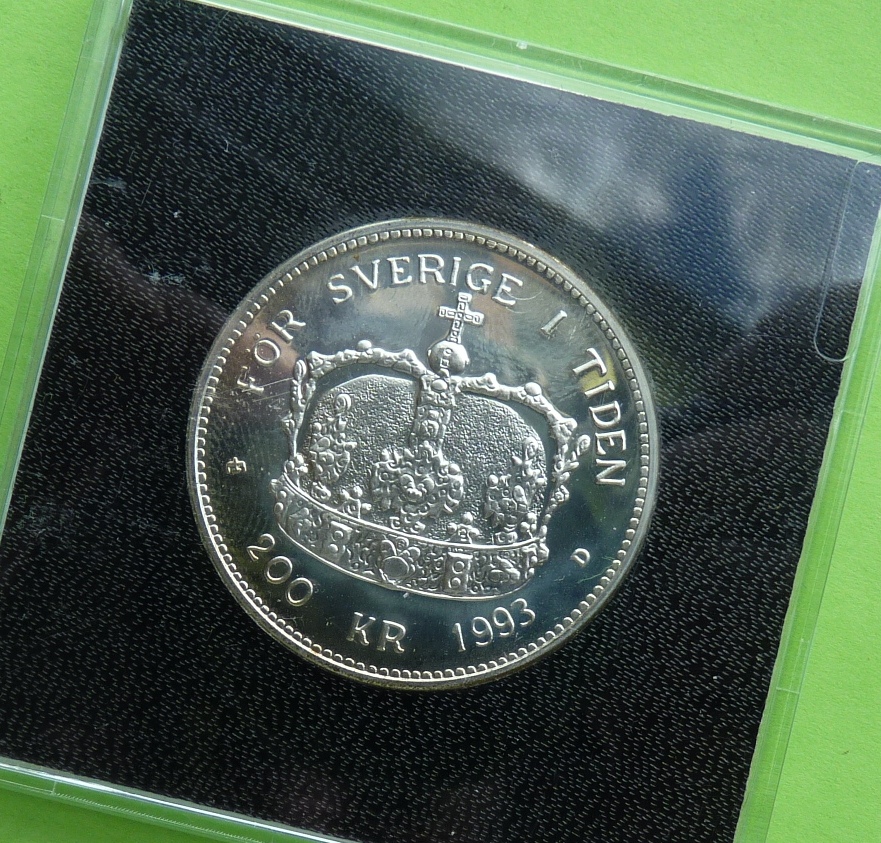 FÖR SVERIGE I TIDEN
200 KR 1993 D